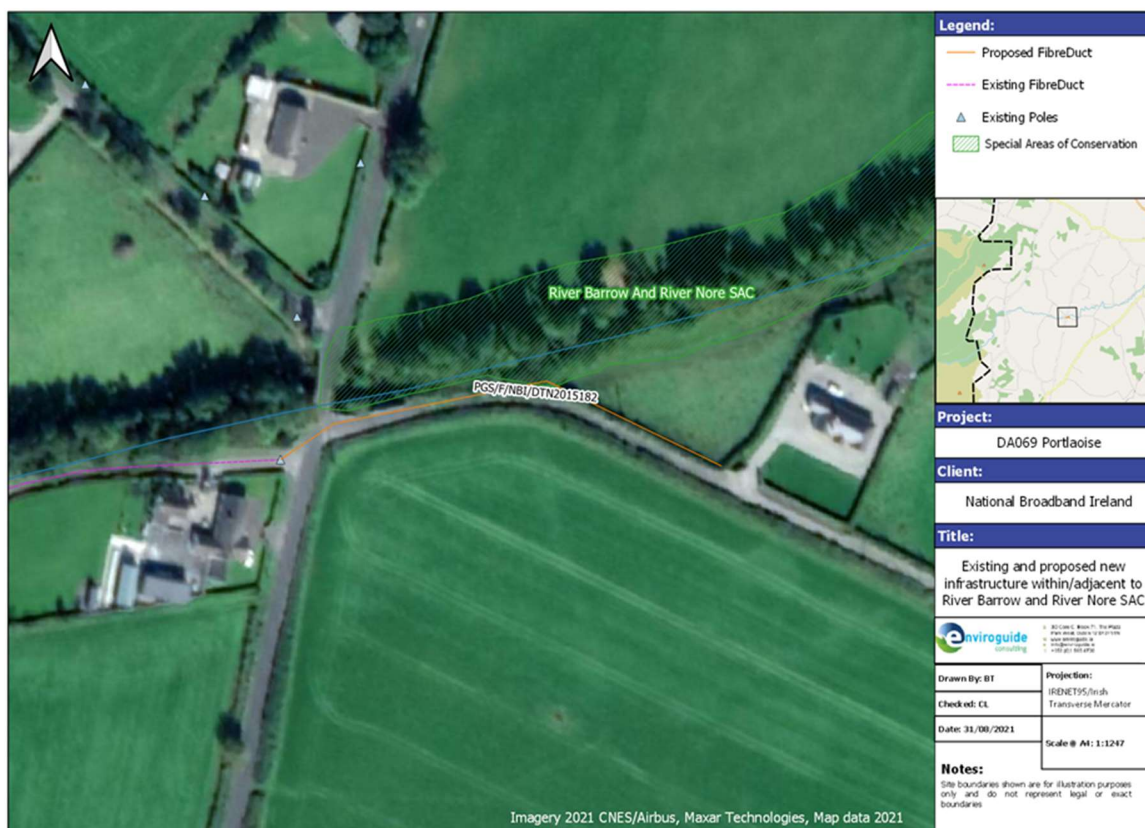 Legend:
Proposed FibreDuct
Existing FibreDuct
Existing Poles
Special Areas of Conservation
River Barrow And River Nore SAC
PGS/F/NBI/DTN2015182
Project:
DA069 Portlaoise
Client:
National Broadband Ireland
Title:
Existing and proposed new
infrastructure within/adjacent to
River Barrow and River Nore SAC
enviroguide
consulting
Drawn By: BT
Projection:
IRENET95/Irish
Transverse Mercator
Checked: CL
Date: 31/08/2021
Scale @ A4: 1:1247
Notes:
Site boundaries shown are for illustration purposes
only and do not represent legal or exact
boundaries
Imagery 2021 CNES/Airbus, Maxar Technologies, Map data 2021